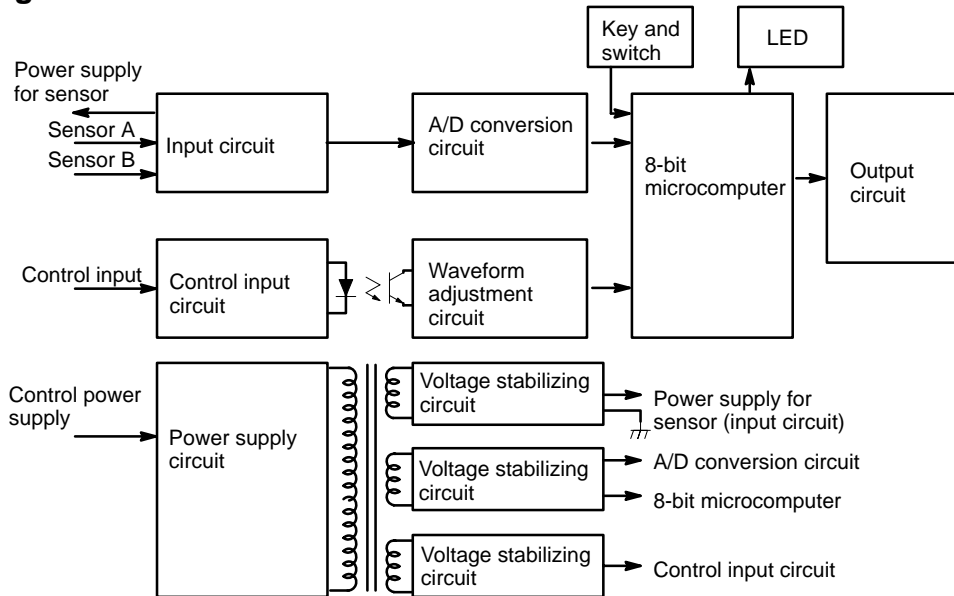 Key and
switch
LED
Power supply
for sensor
Sensor A
Sensor B
Input circuit
A/D conversion
circuit
8-bit
microcomputer
Output
circuit
Control input
Control input
circuit
Waveform
adjustment
circuit
Control power
supply
Power supply
circuit
Voltage stabilizing
circuit
Power supply for
sensor (input circuit)
Voltage stabilizing
circuit
A/D conversion circuit
8-bit microcomputer
Voltage stabilizing
circuit
Control input circuit